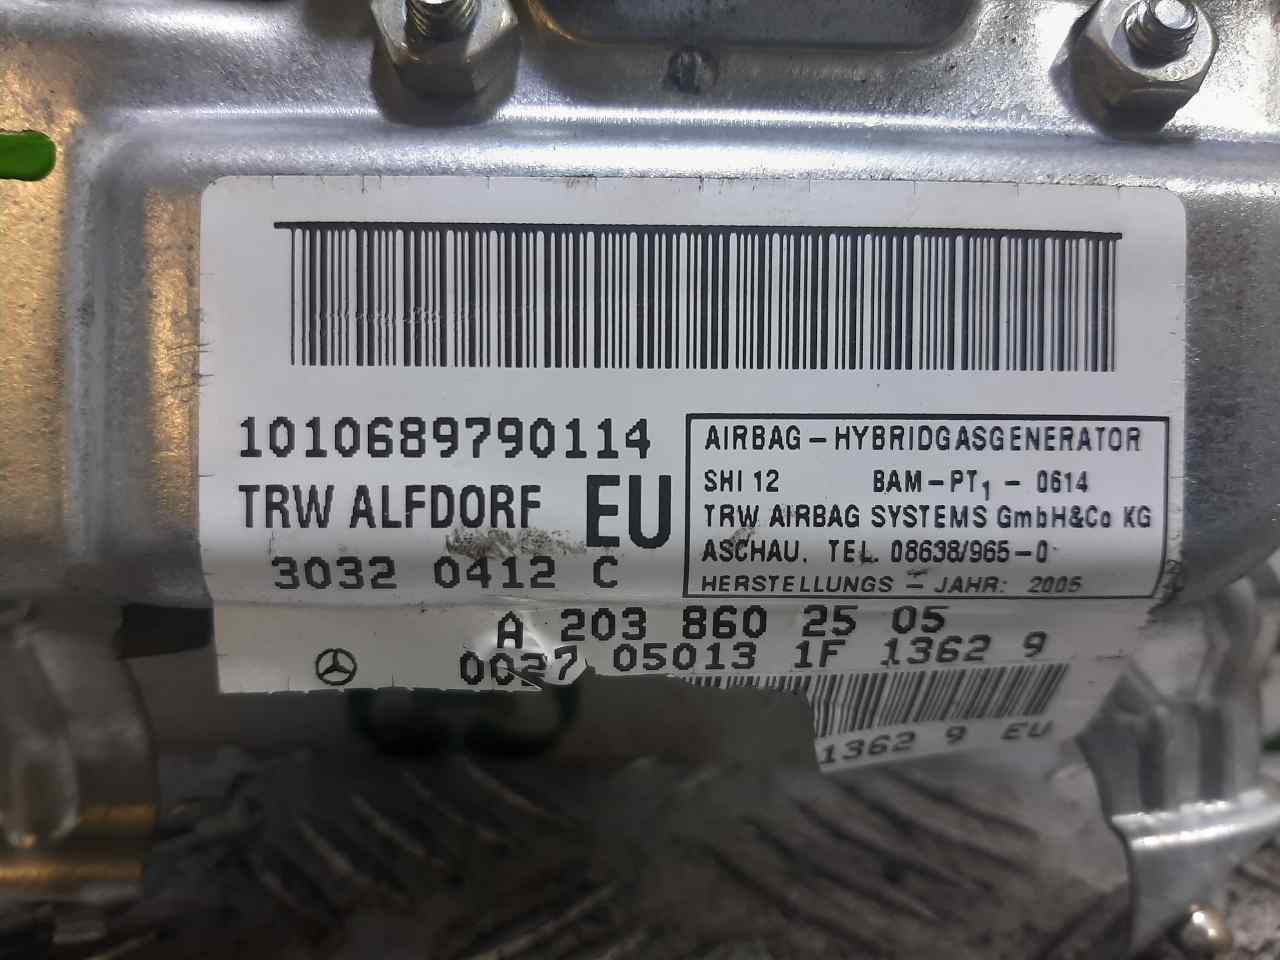 1010689790114
TRW ALFDORF EU
3032 0412 C
AIRBAG-HYBRIDGASGENERATOR
SHI 12 BAM-PT1-0614
TRW AIRBAG SYSTEMS GmbH&Co KG
ASCHAU. TEL. 08638/965-0
HERSTELLUNGS-JAHR: 2005
A 203 860 25 05
0027 05013 1F 1362 9
1362 9 EU